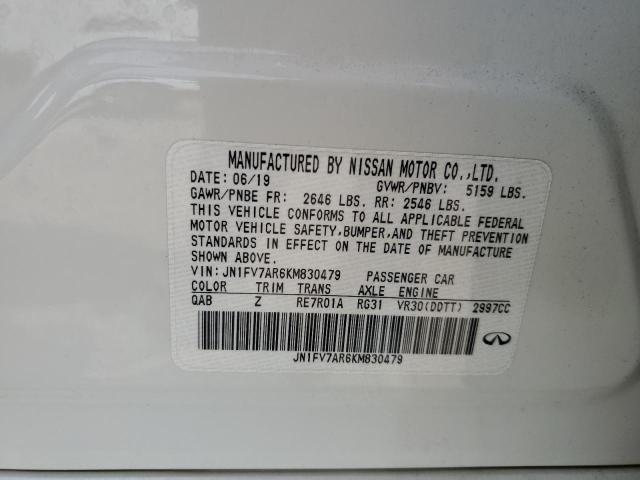 MANUFACTURED BY NISSAN MOTOR CO.,LTD.
DATE: 06/19 GVWR/PNBV: 5159 LBS.
GAWR/PNBE FR: 2646 LBS. RR: 2546 LBS.
THIS VEHICLE CONFORMS TO ALL APPLICABLE FEDERAL
MOTOR VEHICLE SAFETY,BUMPER,AND THEFT PREVENTION
STANDARDS IN EFFECT ON THE DATE OF MANUFACTURE
SHOWN ABOVE.
VIN: JN1FV7AR6KM830479 PASSENGER CAR
COLOR TRIM TRANS AXLE ENGINE
QAB Z RE7R01A RG31 VR30(DDTT) 2997CC
JN1FV7AR6KM830479